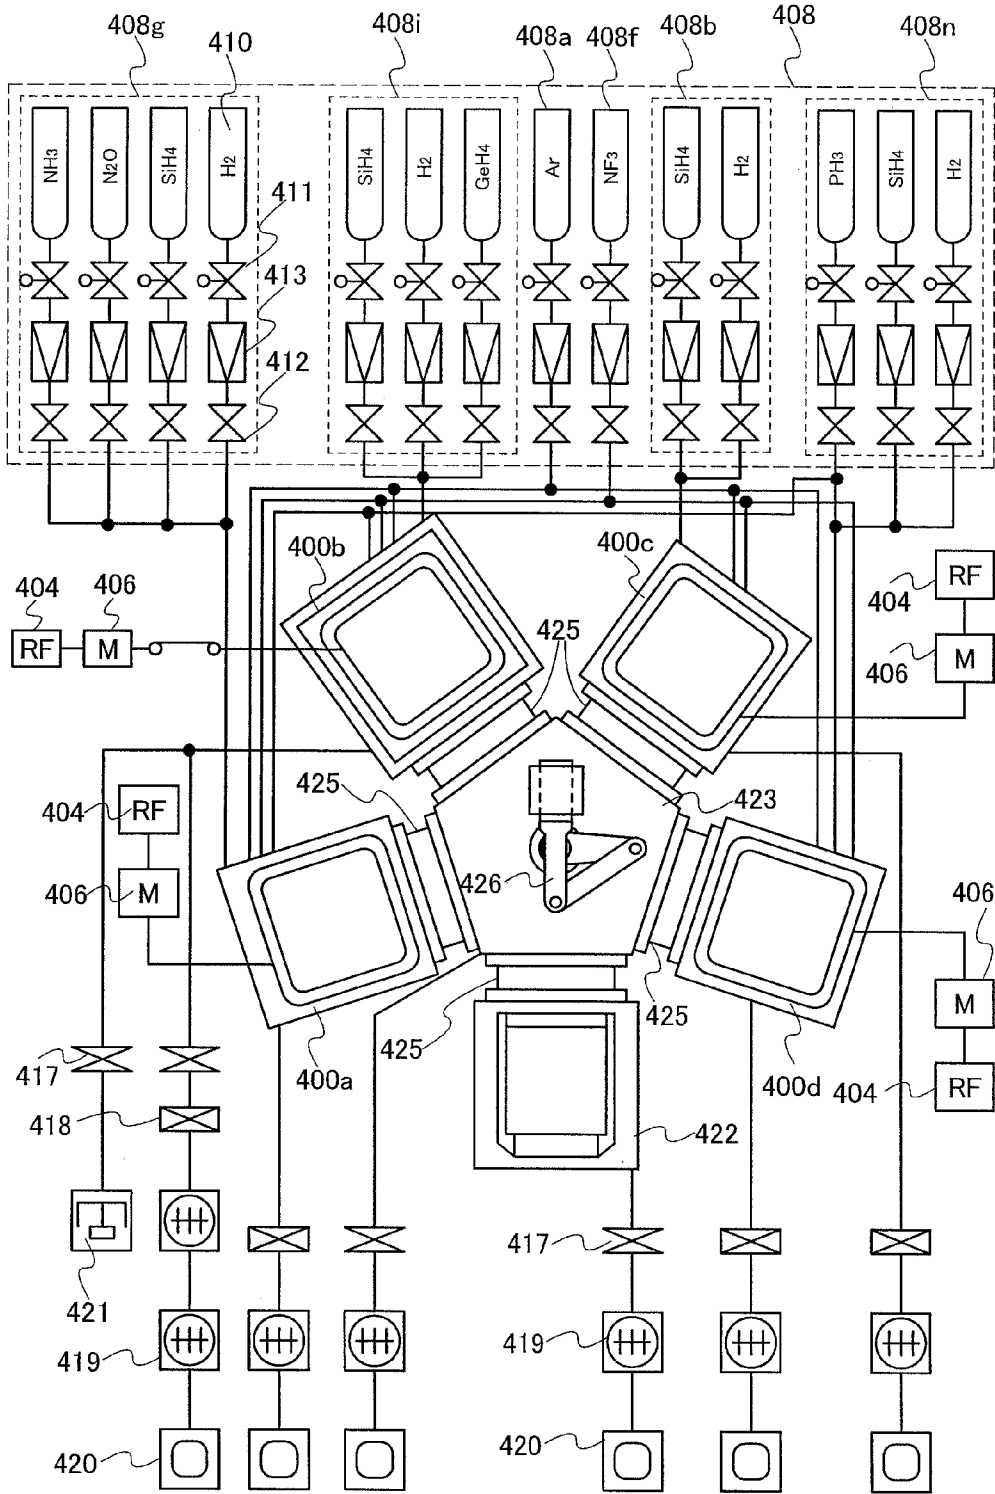 408g 410 408i 408a 408f 408b 408 408n
NH3 N2O SiH4 H2 SiH4 H2 GeH4 Ar NF3 SiH4 H2 PH3 SiH4 H2
411
413
412
400b 400c
404 406 404 RF
RF M 425 406 M
425 423
404 RF
406 M 426 406
M
425 425
417 400a 400d 404 RF
418 422
417
421
419 419
420 420